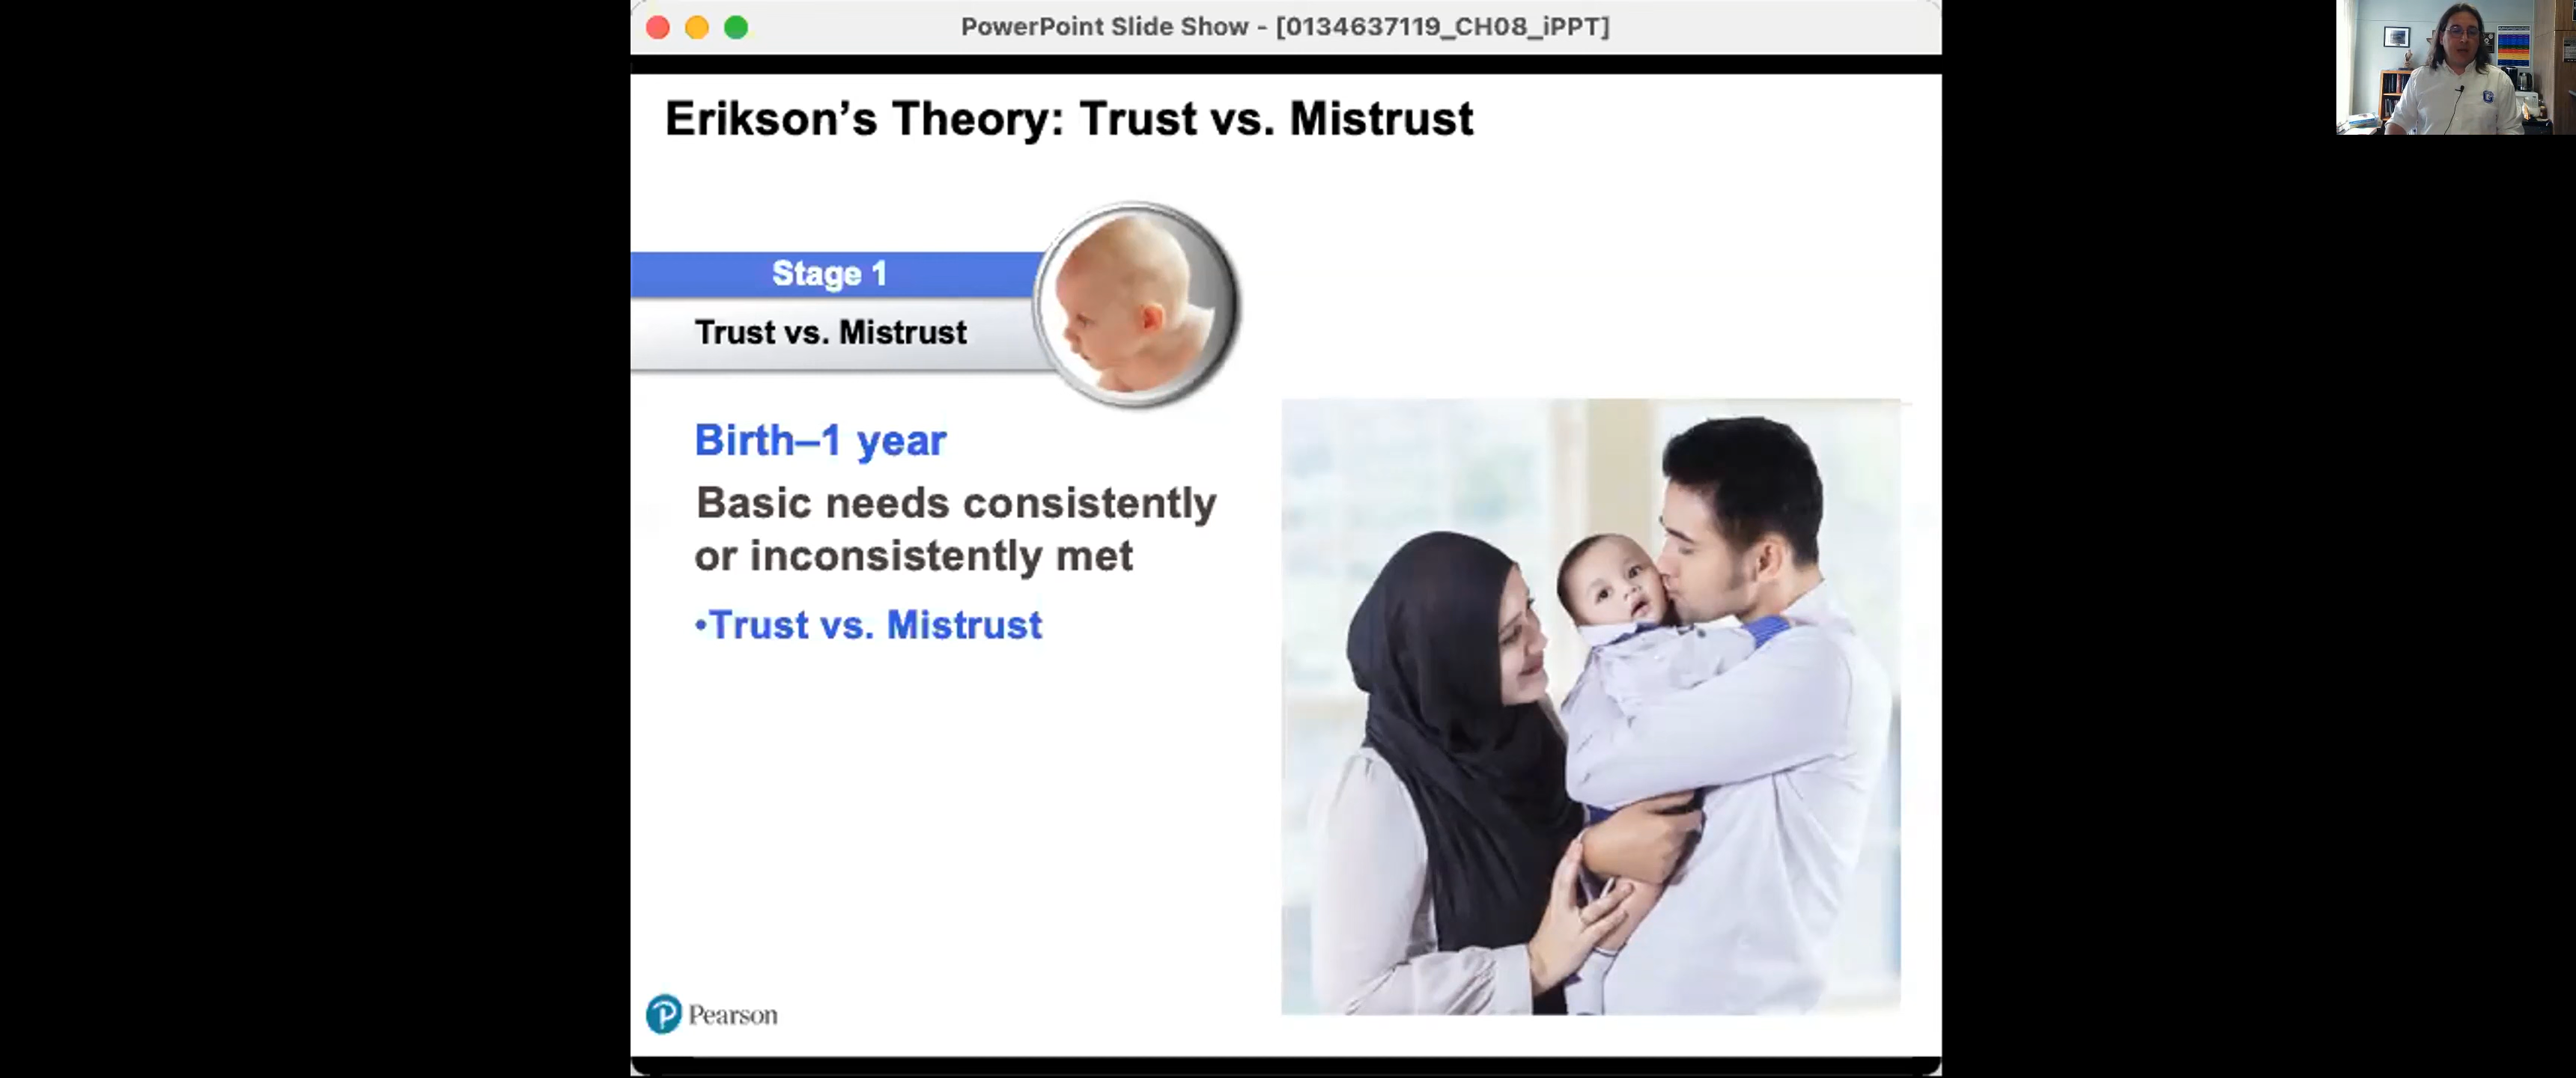 PowerPoint Slide Show - [0134637119_CH08_iPPT]
Erikson’s Theory: Trust vs. Mistrust
Stage 1
Trust vs. Mistrust
Birth–1 year
Basic needs consistently
or inconsistently met
•Trust vs. Mistrust
Pearson